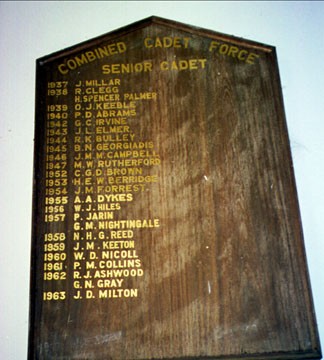 COMBINED CADET FORCE
SENIOR CADET
1937 J. MILLAR
1938 R. CLEGG
H. SPENCER PALMER
1939 O. J. KEEBLE
1940 P. D. ABRAMS
1942 G. C. IRVINE
1943 J. L. ELMER
1944 R. K. BULLEY
1945 B. N. GEORGIADIS
1946 J. M. M. CAMPBELL
1947 M. W. RUTHERFORD
1952 C. G. D. BROWN
1953 H. E. W. BERRIDGE
1954 J. M. FORREST
1955 A. A. DYKES
1956 W. J. HILES
1957 P. JARIN
G. M. NIGHTINGALE
1958 N. H. G. REED
1959 J. M. KEETON
1960 W. D. NICOLL
1961 P. M. COLLINS
1962 R. J. ASHWOOD
G. N. GRAY
1963 J. D. MILTON